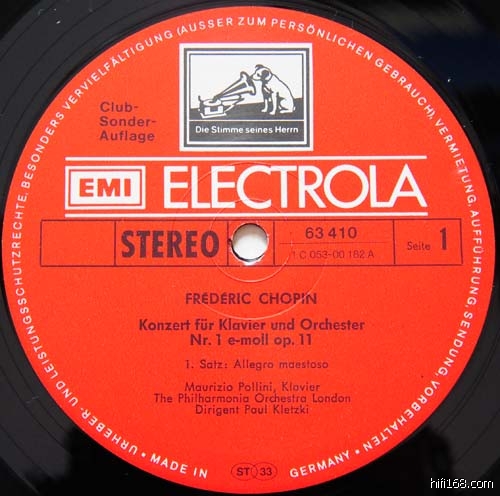 URHEBER- UND LEISTUNGSSCHUTZRECHTE, BESONDERS VERVIELFÄLTIGUNG (AUSSER ZUM PERSÖNLICHEN GEBRAUCH), VERMIETUNG, AUFFÜHRUNG, SENDUNG, VORBEHALTEN
Club-
Sonder-
Auflage
Die Stimme seines Herrn
EMI ELECTROLA
STEREO
63 410
1 C 053-00 182 A
Seite 1
FRÉDÉRIC CHOPIN
Konzert für Klavier und Orchester
Nr. 1 e-moll op. 11
1. Satz: Allegro maestoso
Maurizio Pollini, Klavier
The Philharmonia Orchestra London
Dirigent Paul Kletzki
MADE IN GERMANY
ST 33
hifi168.com